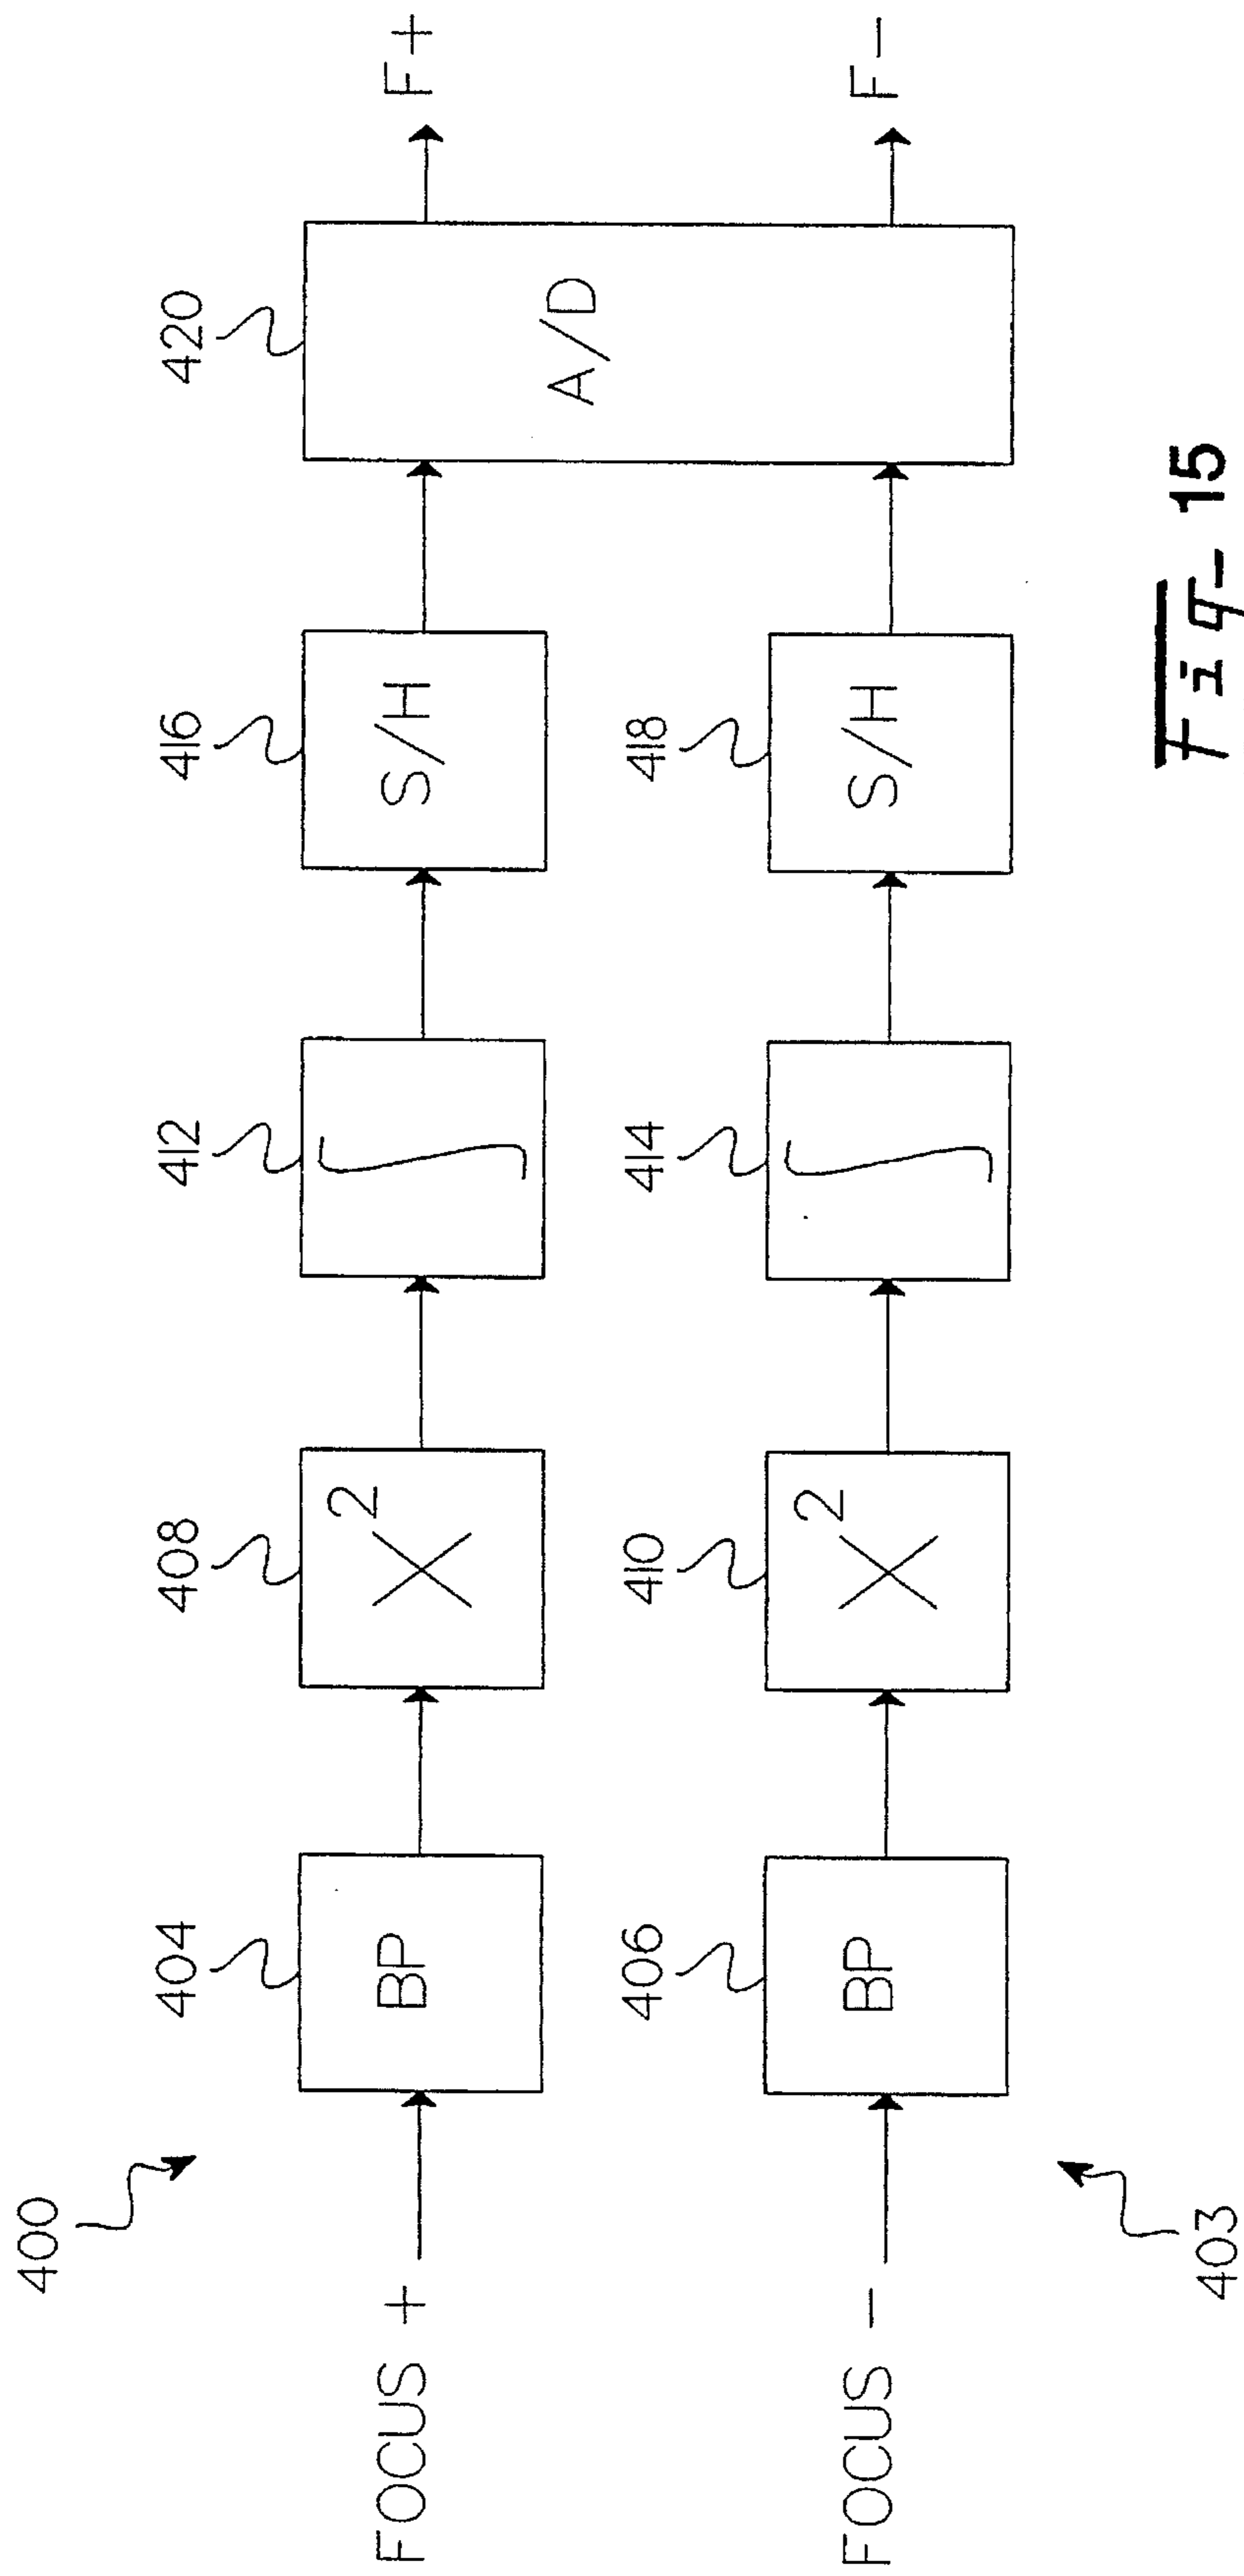 400
404
408
412
416
420
FOCUS +
BP
X²
∫
S/H
A/D
F+
406
410
414
418
FOCUS −
BP
X²
∫
S/H
F−
403
Fig- 15